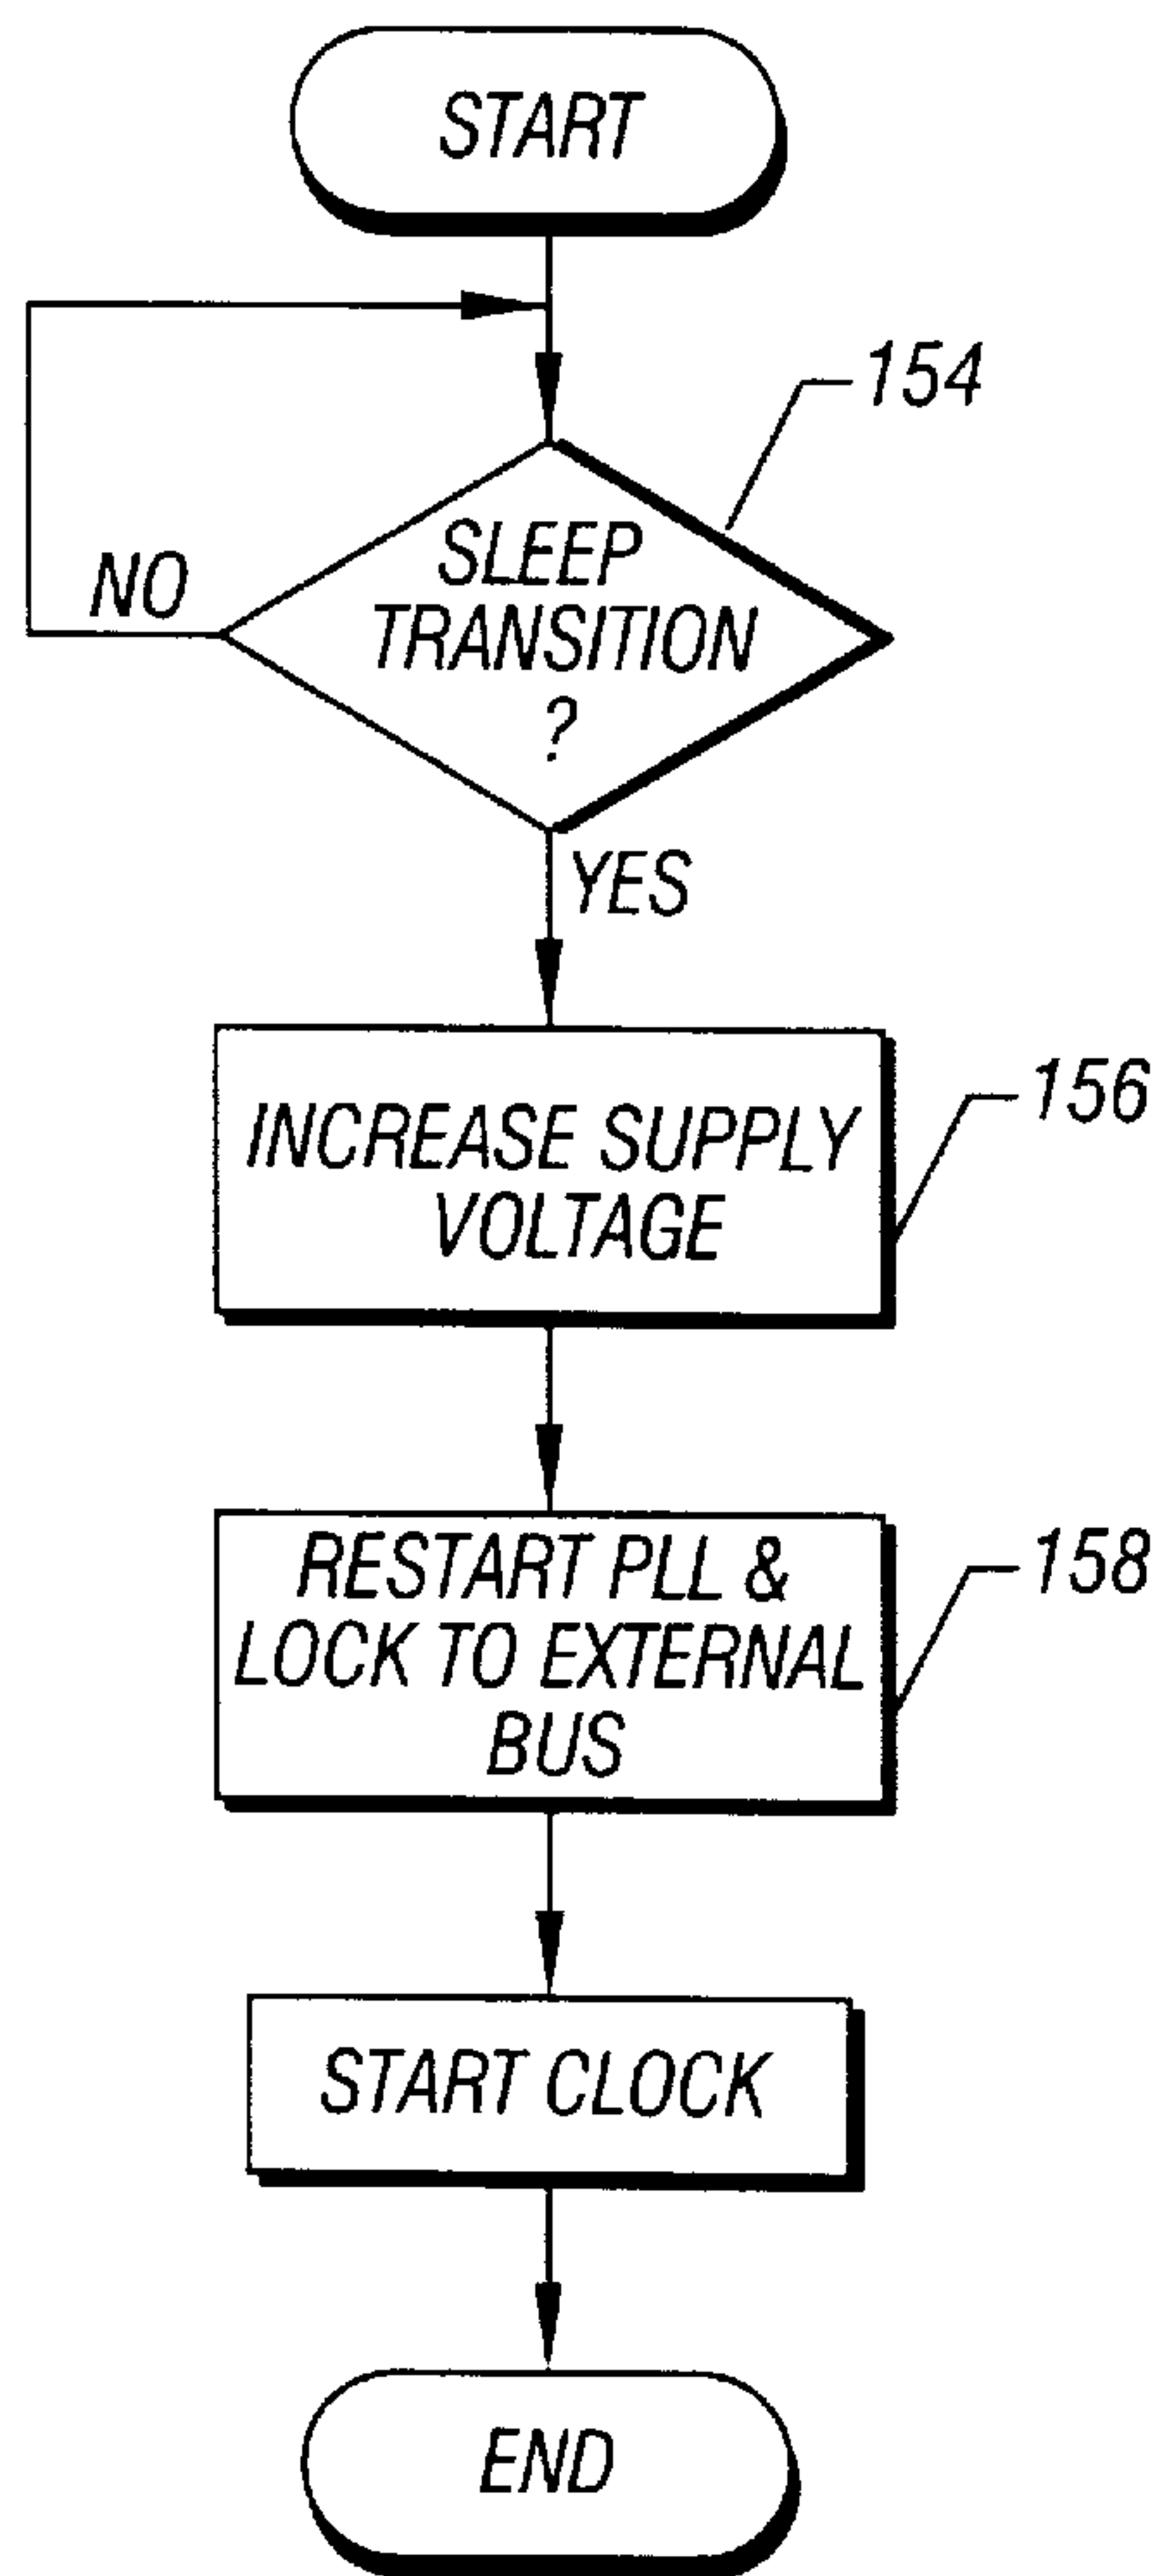 START
154
SLEEP
TRANSITION
?
NO
YES
INCREASE SUPPLY
VOLTAGE
156
RESTART PLL &
LOCK TO EXTERNAL
BUS
158
START CLOCK
END